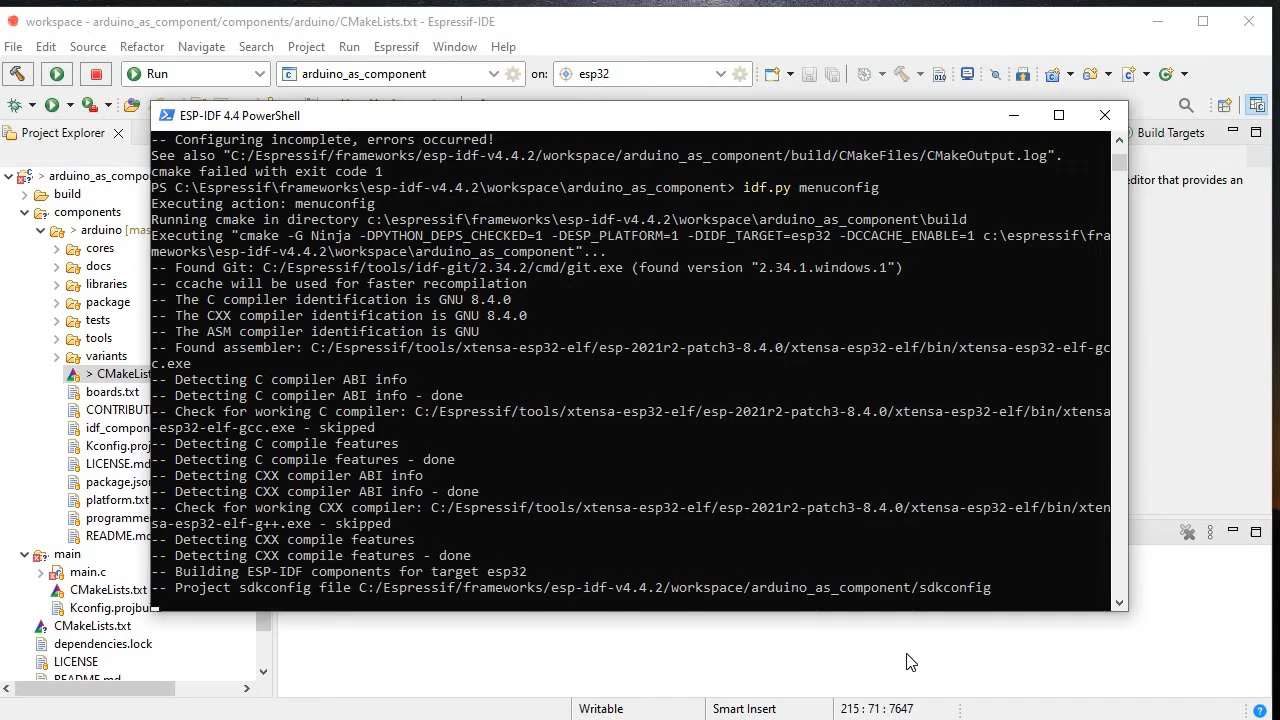 workspace - arduino_as_component/components/arduino/CMakeLists.txt - Espressif-IDE
File Edit Source Refactor Navigate Search Project Run Espressif Window Help
Run arduino_as_component on: esp32
Project Explorer
Build Targets
> arduino_as_compo
build
components
> arduino [mas
cores
docs
libraries
package
tests
tools
variants
> CMakeList
boards.txt
CONTRIBUT
idf_compon
Kconfig.proj
LICENSE.md
package.jsor
platform.txt
programme
README.md
main
main.c
CMakeLists.txt
Kconfig.projbu
CMakeLists.txt
dependencies.lock
LICENSE
README.md
editor that provides an
ESP-IDF 4.4 PowerShell
-- Configuring incomplete, errors occurred!
See also "C:/Espressif/frameworks/esp-idf-v4.4.2/workspace/arduino_as_component/build/CMakeFiles/CMakeOutput.log".
cmake failed with exit code 1
PS C:\Espressif\frameworks\esp-idf-v4.4.2\workspace\arduino_as_component> idf.py menuconfig
Executing action: menuconfig
Running cmake in directory c:\espressif\frameworks\esp-idf-v4.4.2\workspace\arduino_as_component\build
Executing "cmake -G Ninja -DPYTHON_DEPS_CHECKED=1 -DESP_PLATFORM=1 -DIDF_TARGET=esp32 -DCCACHE_ENABLE=1 c:\espressif\fra
meworks\esp-idf-v4.4.2\workspace\arduino_as_component"...
-- Found Git: C:/Espressif/tools/idf-git/2.34.2/cmd/git.exe (found version "2.34.1.windows.1")
-- ccache will be used for faster recompilation
-- The C compiler identification is GNU 8.4.0
-- The CXX compiler identification is GNU 8.4.0
-- The ASM compiler identification is GNU
-- Found assembler: C:/Espressif/tools/xtensa-esp32-elf/esp-2021r2-patch3-8.4.0/xtensa-esp32-elf/bin/xtensa-esp32-elf-gc
c.exe
-- Detecting C compiler ABI info
-- Detecting C compiler ABI info - done
-- Check for working C compiler: C:/Espressif/tools/xtensa-esp32-elf/esp-2021r2-patch3-8.4.0/xtensa-esp32-elf/bin/xtensa
-esp32-elf-gcc.exe - skipped
-- Detecting C compile features
-- Detecting C compile features - done
-- Detecting CXX compiler ABI info
-- Detecting CXX compiler ABI info - done
-- Check for working CXX compiler: C:/Espressif/tools/xtensa-esp32-elf/esp-2021r2-patch3-8.4.0/xtensa-esp32-elf/bin/xten
sa-esp32-elf-g++.exe - skipped
-- Detecting CXX compile features
-- Detecting CXX compile features - done
-- Building ESP-IDF components for target esp32
-- Project sdkconfig file C:/Espressif/frameworks/esp-idf-v4.4.2/workspace/arduino_as_component/sdkconfig
Writable Smart Insert 215 : 71 : 7647